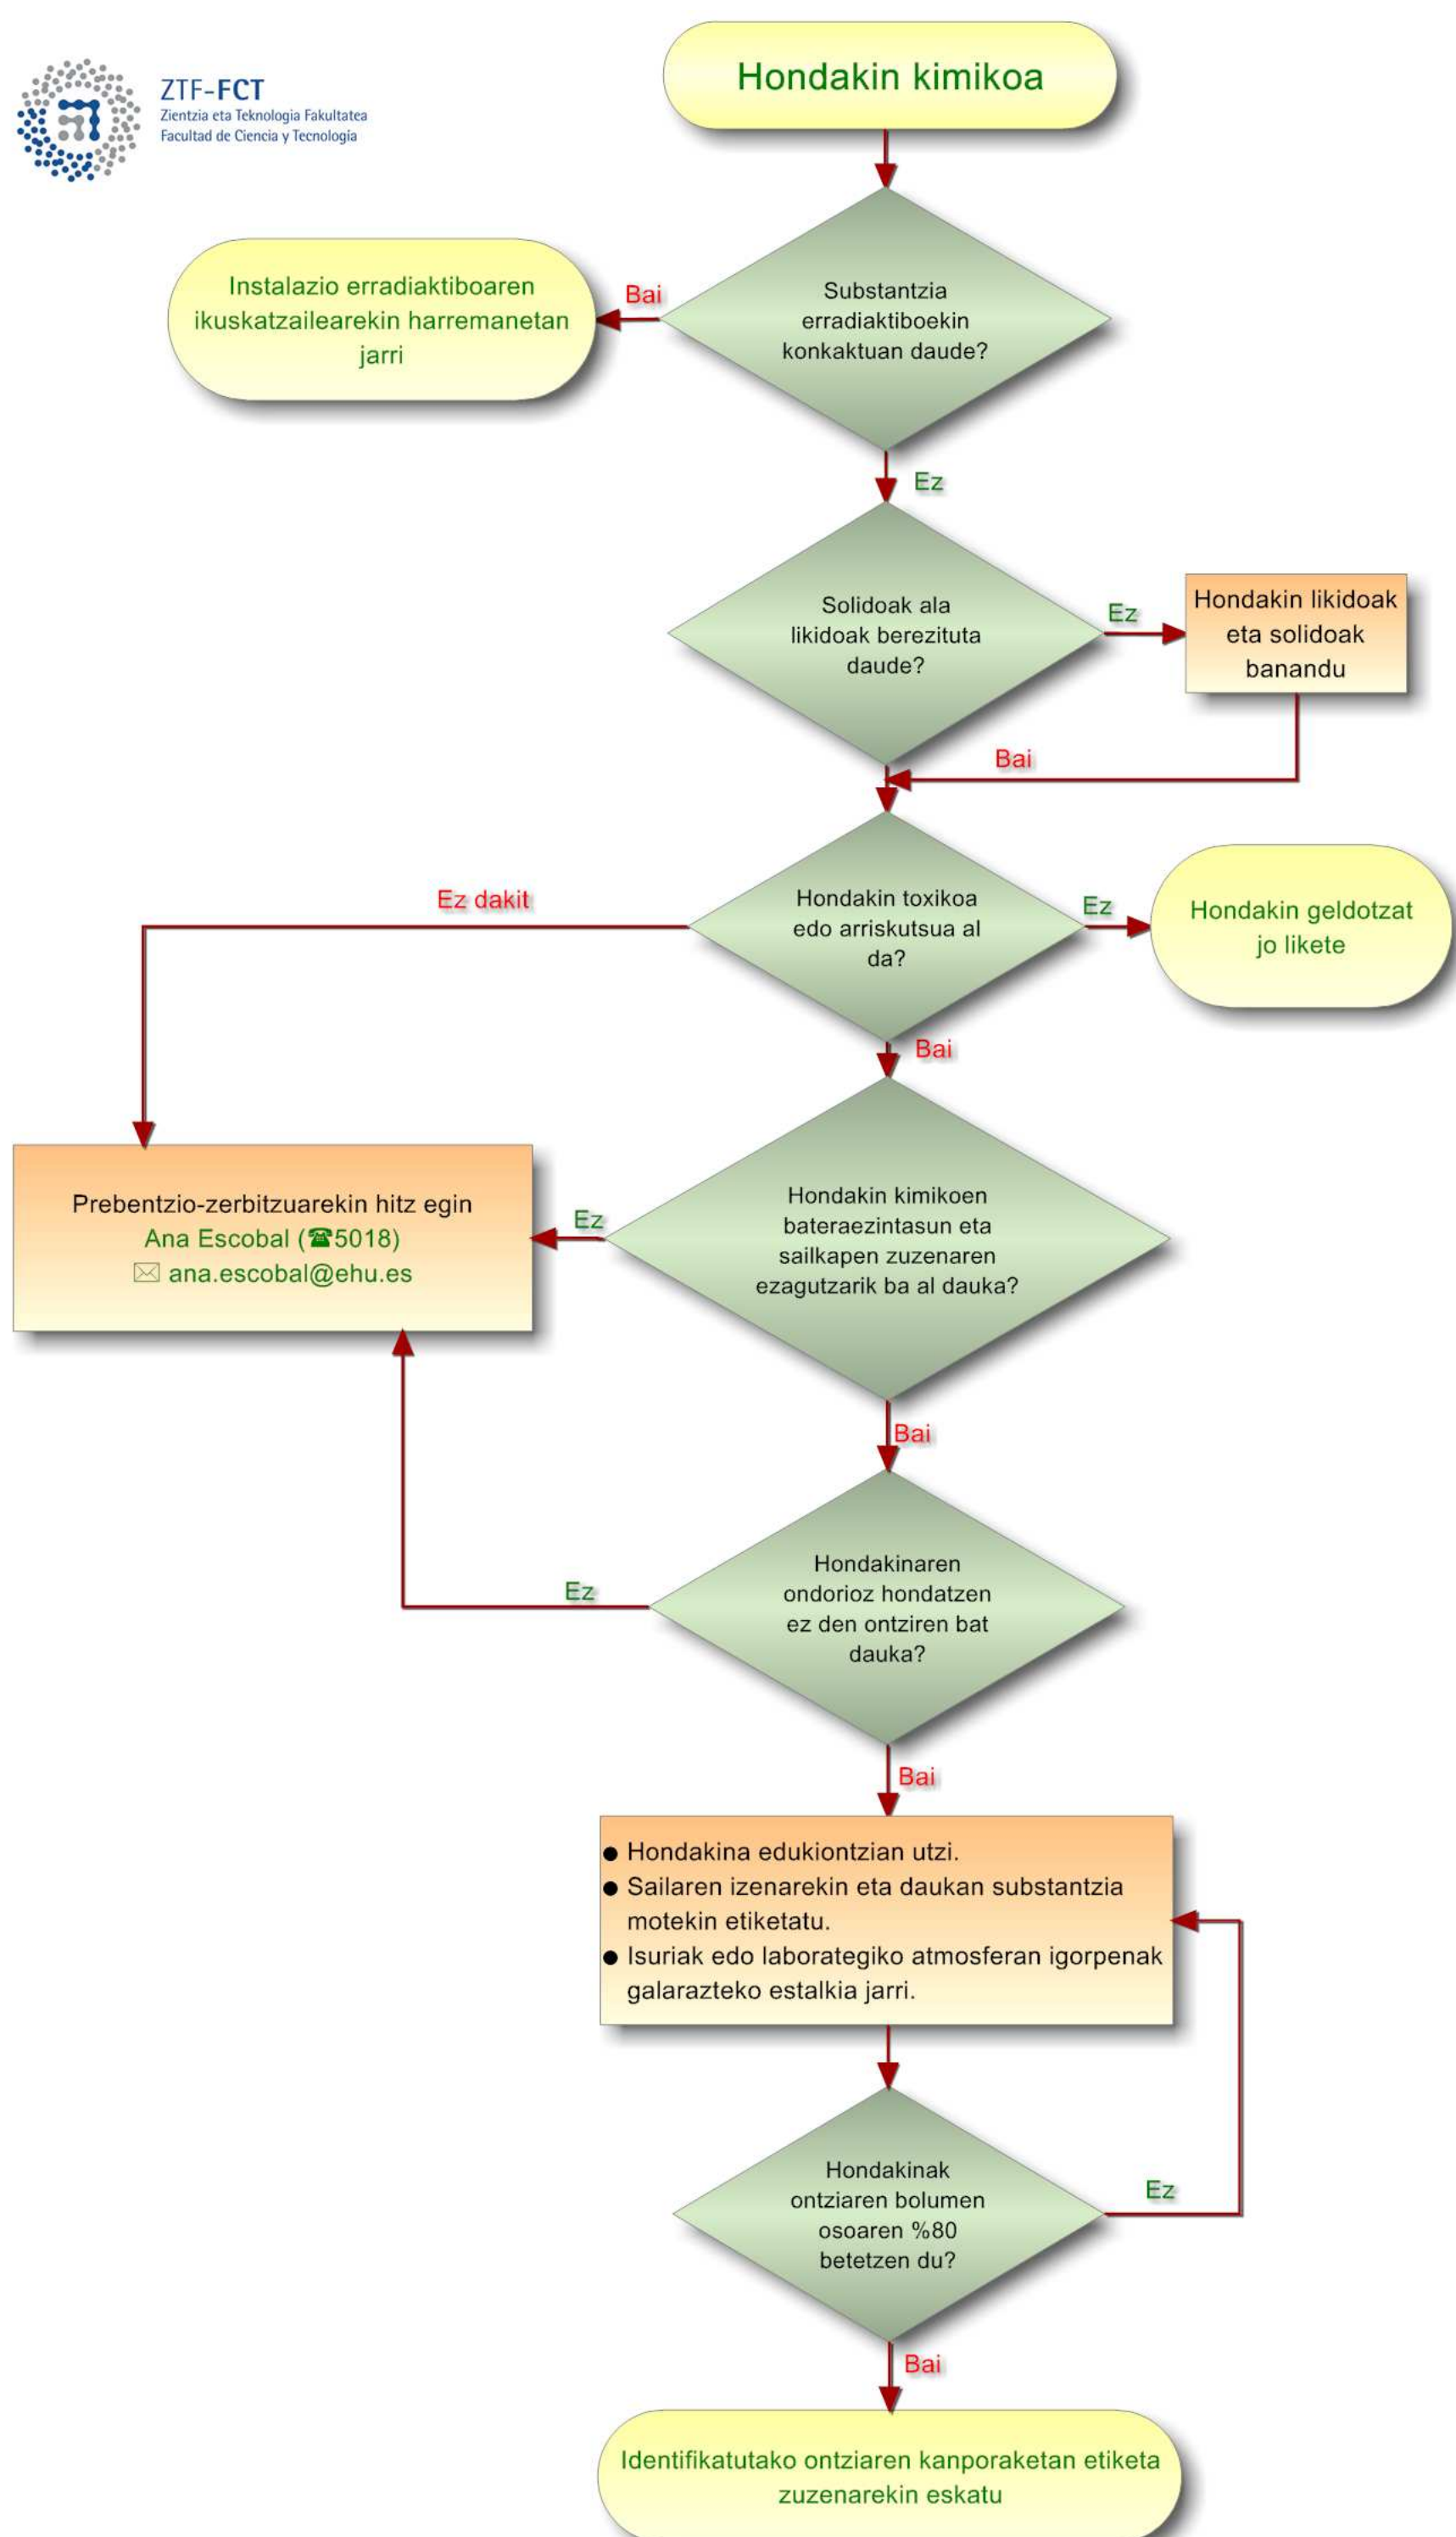 ZTF-FCT
Zientzia eta Teknologia Fakultatea
Facultad de Ciencia y Tecnología
Hondakin kimikoa
Substantzia
erradiaktiboekin
konkaktuan daude?
Bai
Instalazio erradiaktiboaren
ikuskatzailearekin harremanetan
jarri
Ez
Solidoak ala
likidoak berezituta
daude?
Ez
Hondakin likidoak
eta solidoak
banandu
Bai
Hondakin toxikoa
edo arriskutsua al
da?
Ez dakit
Ez
Hondakin geldotzat
jo likete
Bai
Hondakin kimikoen
bateraezintasun eta
sailkapen zuzenaren
ezagutzarik ba al dauka?
Ez
Prebentzio-zerbitzuarekin hitz egin
Ana Escobal (☎5018)
✉ ana.escobal@ehu.es
Bai
Hondakinaren
ondorioz hondatzen
ez den ontziren bat
dauka?
Ez
Bai
● Hondakina edukiontzian utzi.
● Sailaren izenarekin eta daukan substantzia
motekin etiketatu.
● Isuriak edo laborategiko atmosferan igorpenak
galarazteko estalkia jarri.
Hondakinak
ontziaren bolumen
osoaren %80
betetzen du?
Ez
Bai
Identifikatutako ontziaren kanporaketan etiketa
zuzenarekin eskatu